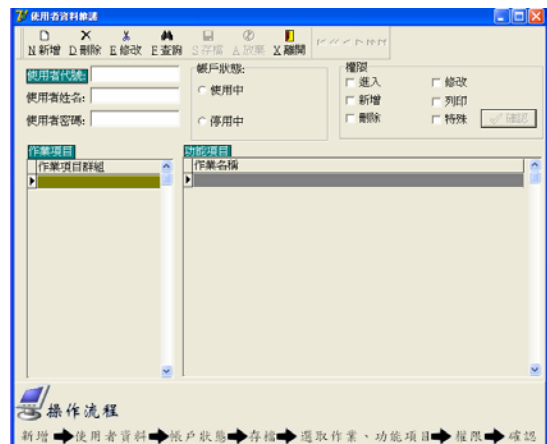 使用者資料維護
N 新增 D 刪除 E 修改 F 查詢 S 存檔 A 放棄 X 離開
使用者代號:
使用者姓名:
使用者密碼:
帳戶狀態:
使用中
停用中
權限
進入
新增
刪除
修改
列印
特殊
確認
作業項目
作業項目群組
功能項目
作業名稱
操作流程
新增➡使用者資料➡帳戶狀態➡存檔➡選取作業、功能項目➡權限➡確認